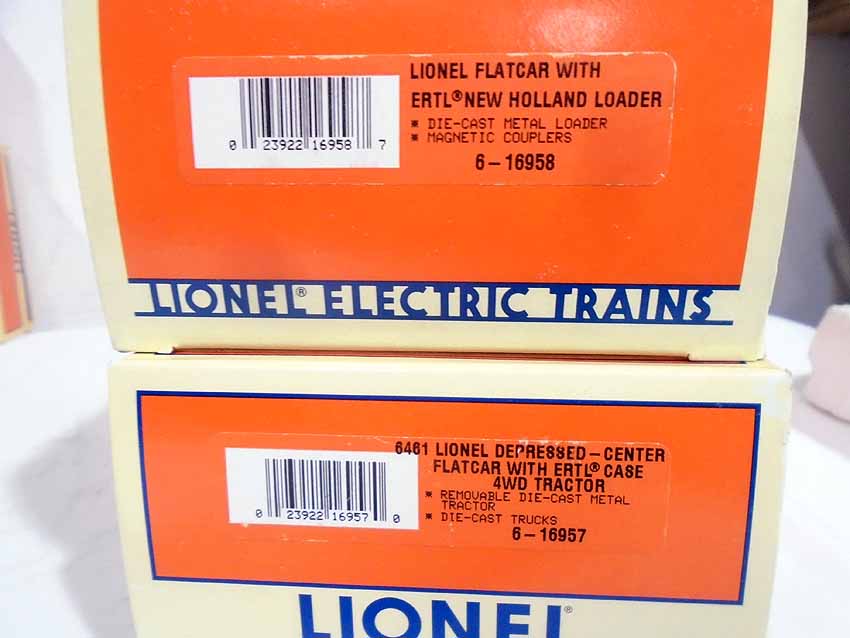 LIONEL FLATCAR WITH
ERTL® NEW HOLLAND LOADER
* DIE-CAST METAL LOADER
* MAGNETIC COUPLERS
6-16958
0 23922 16958 7
LIONEL® ELECTRIC TRAINS
6461 LIONEL DEPRESSED-CENTER
FLATCAR WITH ERTL® CASE
4WD TRACTOR
* REMOVABLE DIE-CAST METAL
TRACTOR
* DIE-CAST TRUCKS
6-16957
0 23922 16957 0
LIONEL®